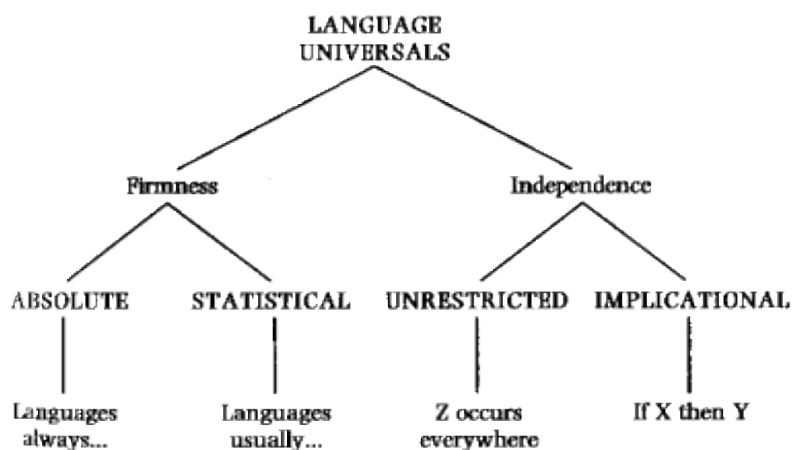 LANGUAGE
UNIVERSALS
Firmness
Independence
ABSOLUTE
STATISTICAL
UNRESTRICTED
IMPLICATIONAL
Languages
always...
Languages
usually...
Z occurs
everywhere
If X then Y